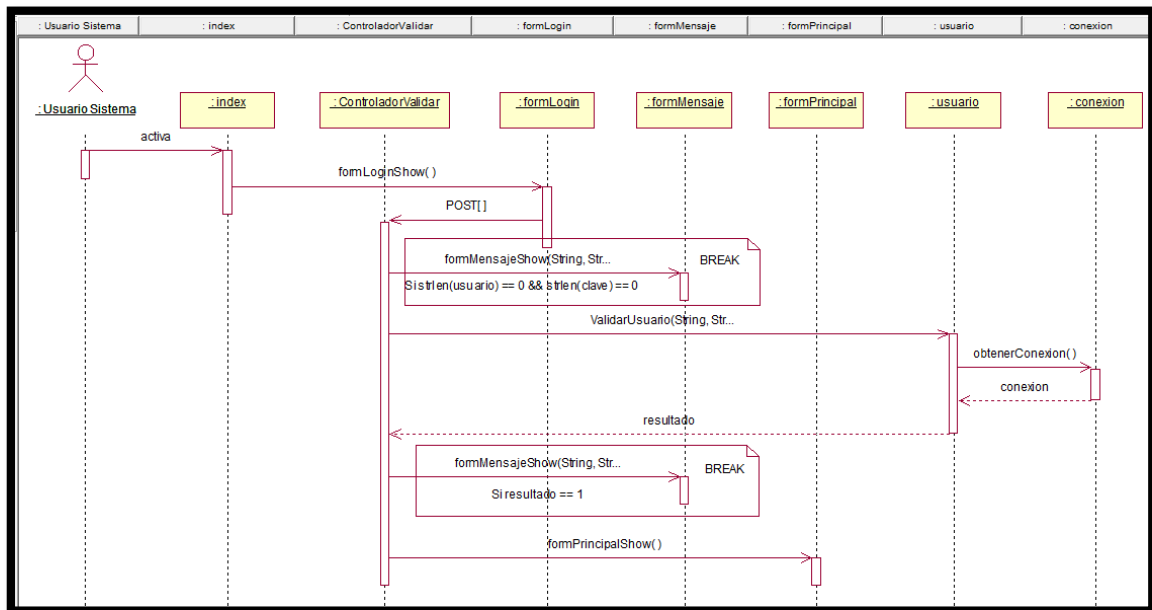 : Usuario Sistema
: index
: ControladorValidar
: formLogin
: formMensaje
: formPrincipal
: usuario
: conexion
: Usuario Sistema
: index
: ControladorValidar
: formLogin
: formMensaje
: formPrincipal
: usuario
: conexion
activa
formLoginShow( )
POST[ ]
formMensajeShow(String, Str...
BREAK
Si strlen(usuario) == 0 && strlen(clave) == 0
ValidarUsuario(String, Str...
obtenerConexion( )
conexion
resultado
formMensajeShow(String, Str...
BREAK
Si resultado == 1
formPrincipalShow( )